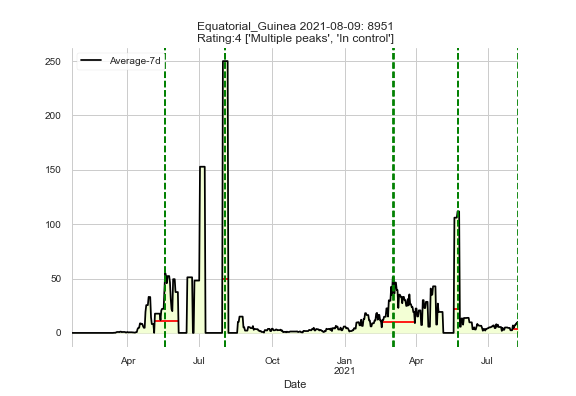 Equatorial_Guinea 2021-08-09: 8951
Rating:4 ['Multiple peaks', 'In control']
Average-7d
250
200
150
100
50
0
Apr
Jul
Oct
Jan
2021
Apr
Jul
Date